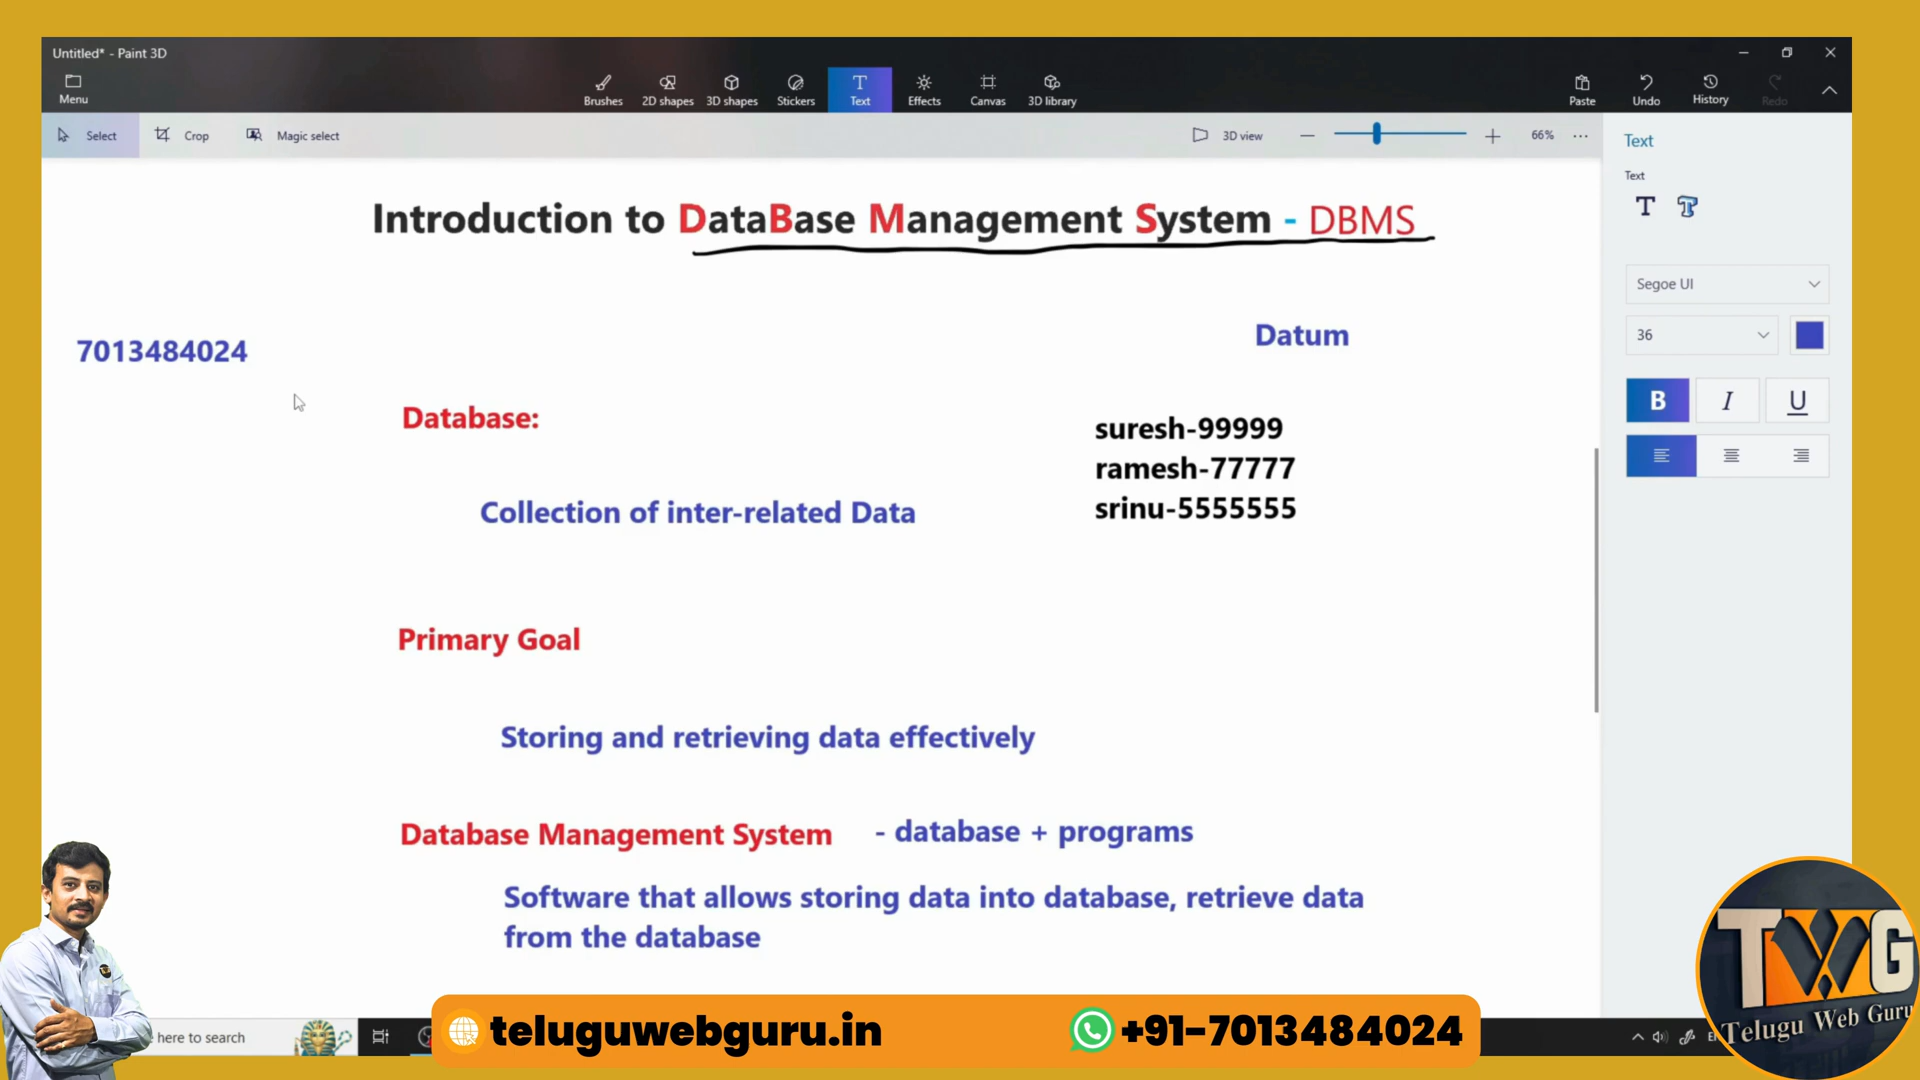 Untitled* - Paint 3D
Menu
Brushes
2D shapes
3D shapes
Stickers
Text
Effects
Canvas
3D library
Paste
Undo
History
Redo
Select
Crop
Magic select
3D view
66%
Text
Text
Segoe UI
36
B
I
U
Introduction to DataBase Management System - DBMS
7013484024
Datum
Database:
suresh-99999
ramesh-77777
srinu-5555555
Collection of inter-related Data
Primary Goal
Storing and retrieving data effectively
Database Management System - database + programs
Software that allows storing data into database, retrieve data
from the database
here to search
teluguwebguru.in
+91-7013484024
TWG
Telugu Web Guru